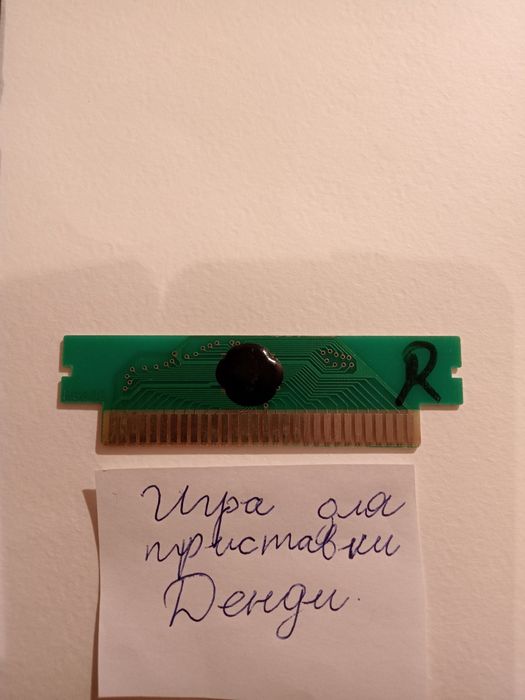 R
Игра для
приставки
Денди.